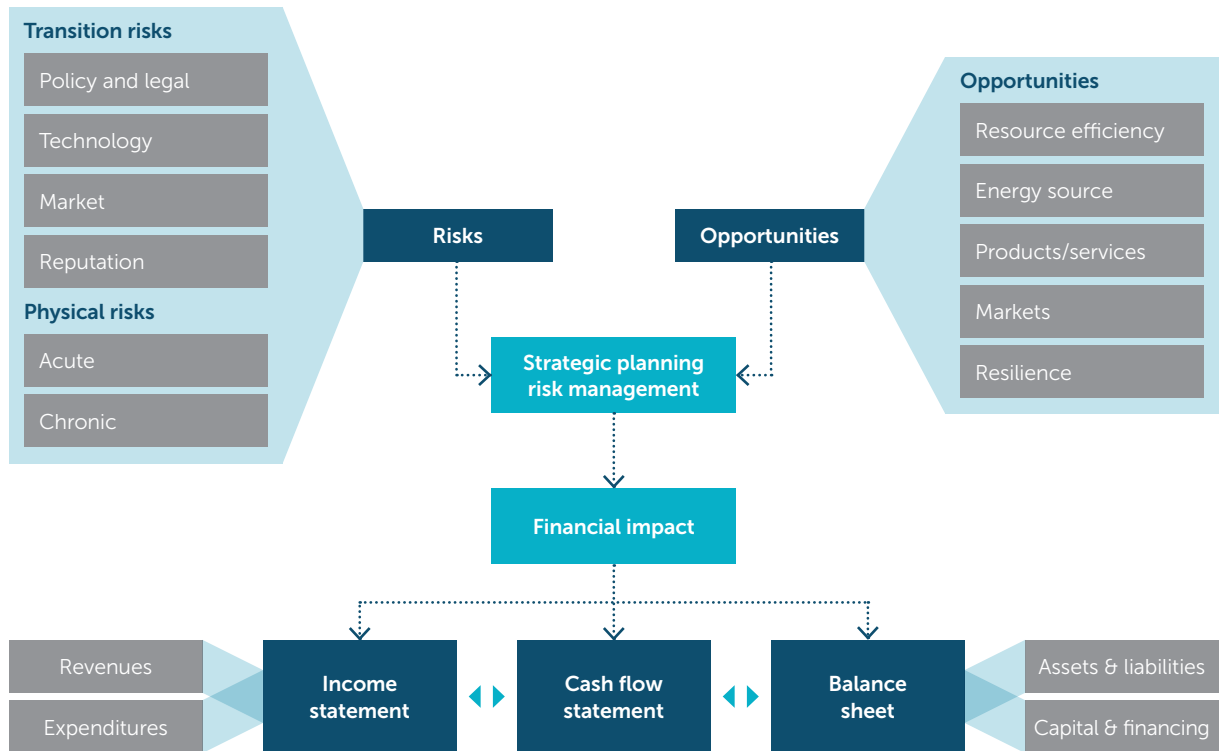 Transition risks
Policy and legal
Technology
Market
Reputation
Physical risks
Acute
Chronic
Risks
Opportunities
Opportunities
Resource efficiency
Energy source
Products/services
Markets
Resilience
Strategic planning
risk management
Financial impact
Revenues
Expenditures
Income
statement
Cash flow
statement
Balance
sheet
Assets & liabilities
Capital & financing